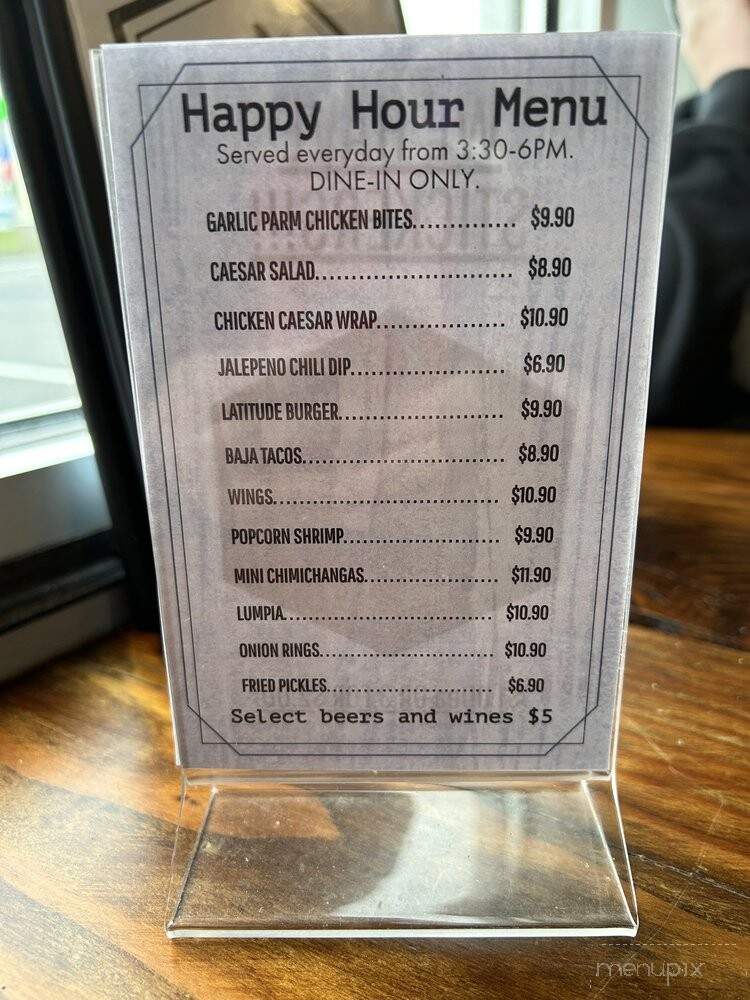 Happy Hour Menu
Served everyday from 3:30-6PM.
DINE-IN ONLY.
GARLIC PARM CHICKEN BITES.............. $9.90
CAESAR SALAD........................ $8.90
CHICKEN CAESAR WRAP................... $10.90
JALEPENO CHILI DIP....................... $6.90
LATITUDE BURGER........................ $9.90
BAJA TACOS............................. $8.90
WINGS.................................. $10.90
POPCORN SHRIMP....................... $9.90
MINI CHIMICHANGAS.................... $11.90
LUMPIA................................. $10.90
ONION RINGS........................... $10.90
FRIED PICKLES......................... $6.90
Select beers and wines $5
menupix